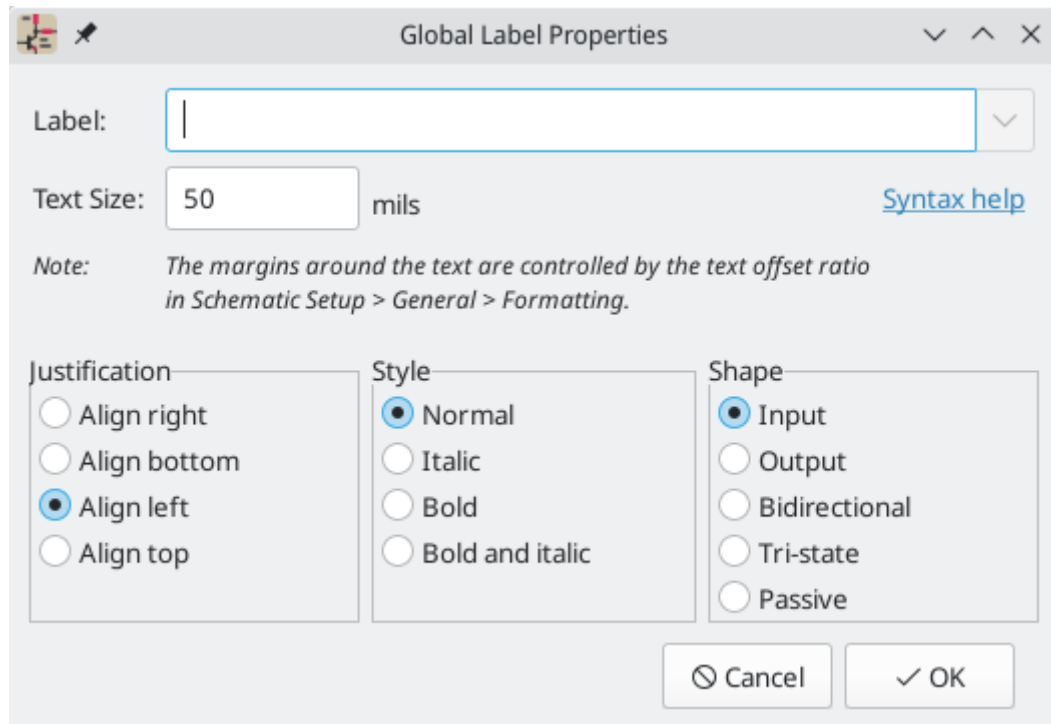 Global Label Properties
Label:
Text Size: 50 mils Syntax help
Note: The margins around the text are controlled by the text offset ratio
in Schematic Setup > General > Formatting.
Justification
Align right
Align bottom
Align left
Align top
Style
Normal
Italic
Bold
Bold and italic
Shape
Input
Output
Bidirectional
Tri-state
Passive
Cancel OK